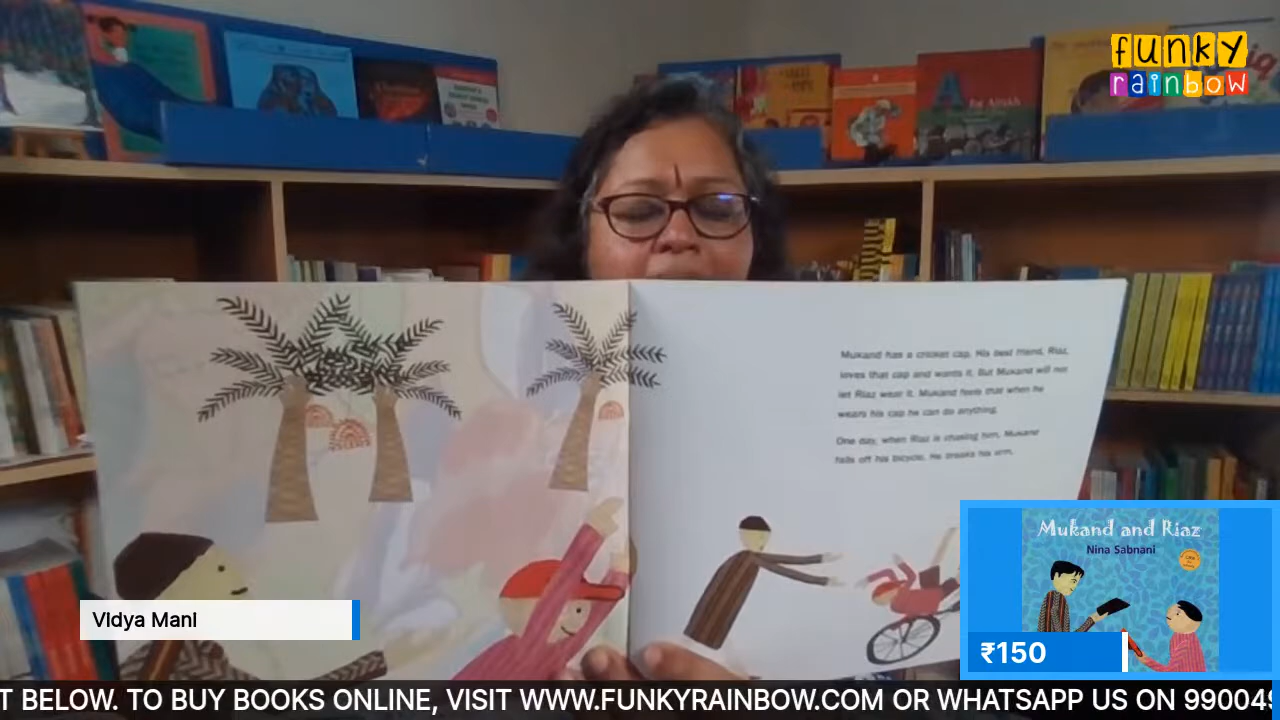 funky
rainbow
for Ahimsa
Mukand has a cricket cap. His best friend, Riaz,
loves that cap and wants it. But Mukand will not
let Riaz wear it. Mukand feels that when he
wears his cap he can do anything.
One day, when Riaz is chasing him, Mukand
falls off his bicycle. He breaks his arm.
Mukand and Riaz
Nina Sabnani
Vidya Mani
₹150
T BELOW. TO BUY BOOKS ONLINE, VISIT WWW.FUNKYRAINBOW.COM OR WHATSAPP US ON 99004